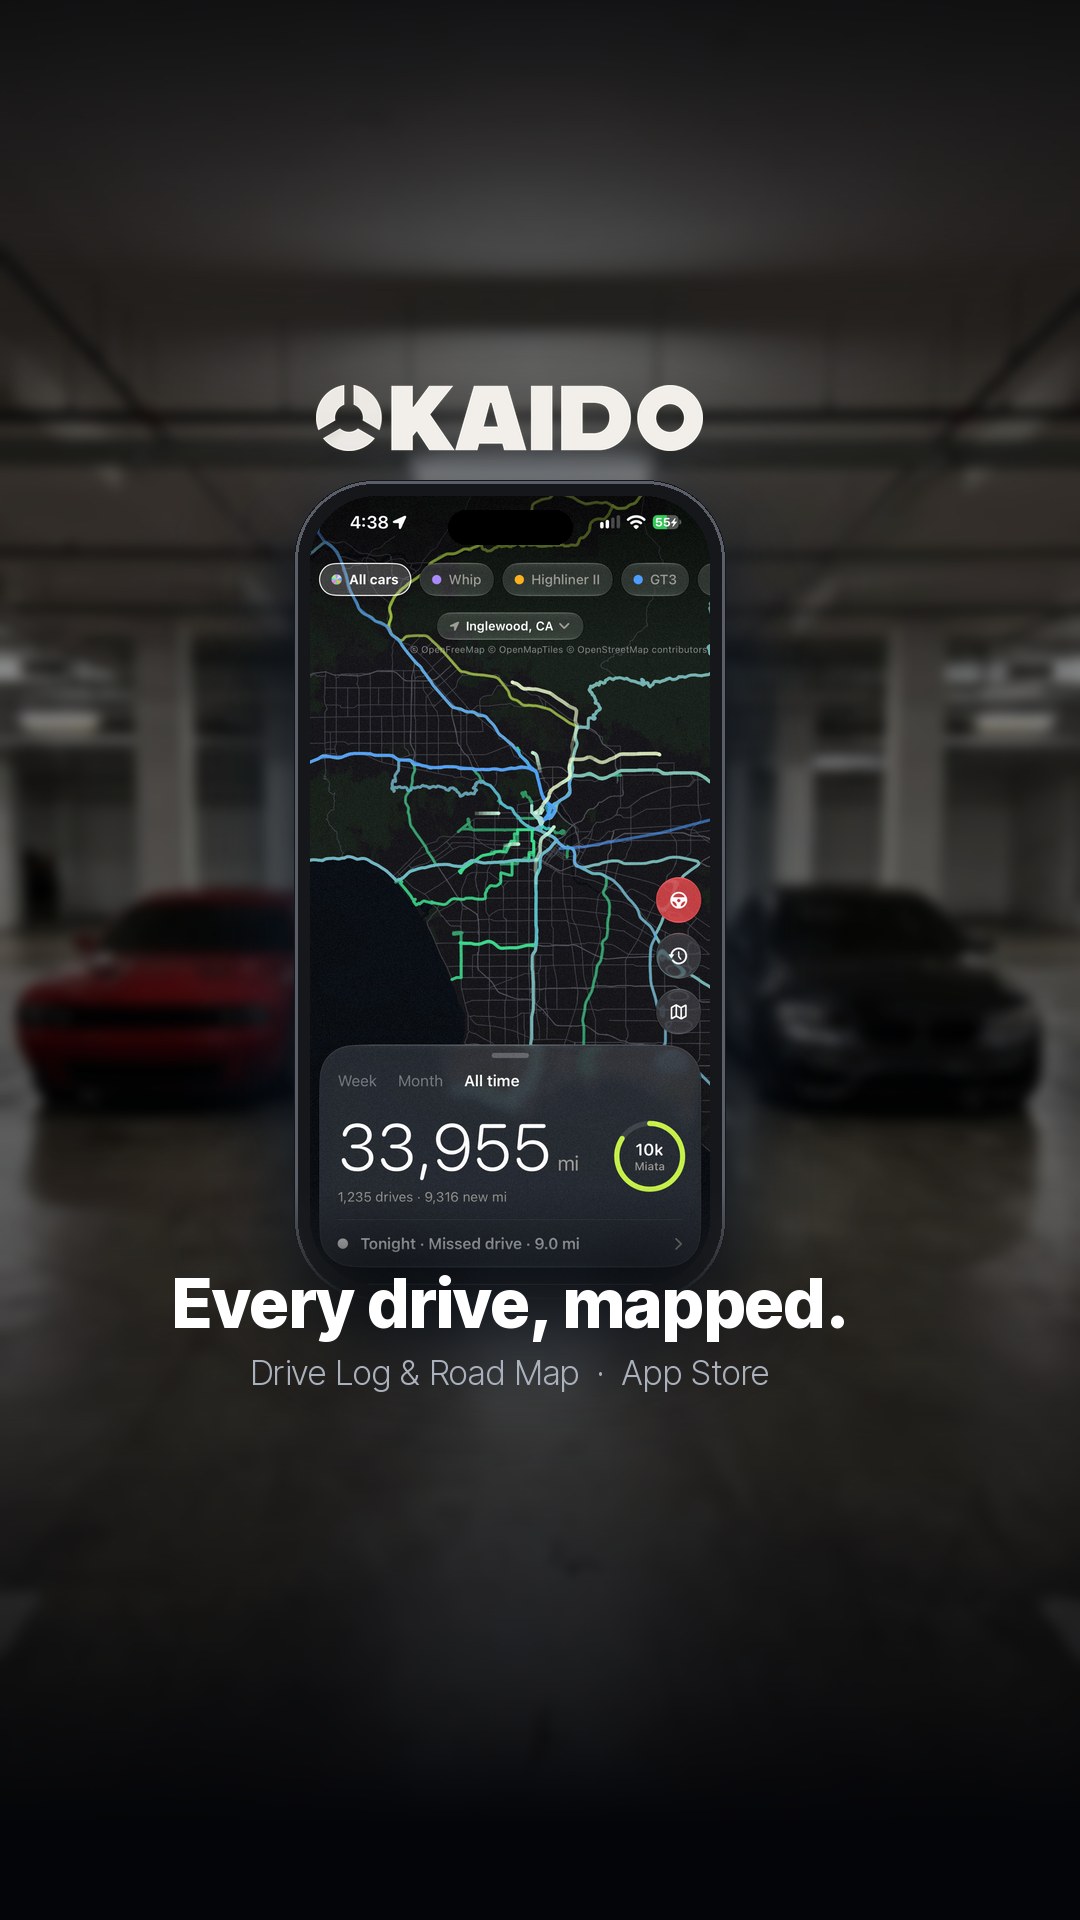 KAIDO
4:38
55
All cars
Whip
Highliner II
GT3
Inglewood, CA
© OpenFreeMap © OpenMapTiles © OpenStreetMap contributors
Week
Month
All time
33,955 mi
10k
Miata
1,235 drives · 9,316 new mi
Tonight · Missed drive · 9.0 mi
Every drive, mapped.
Drive Log & Road Map · App Store